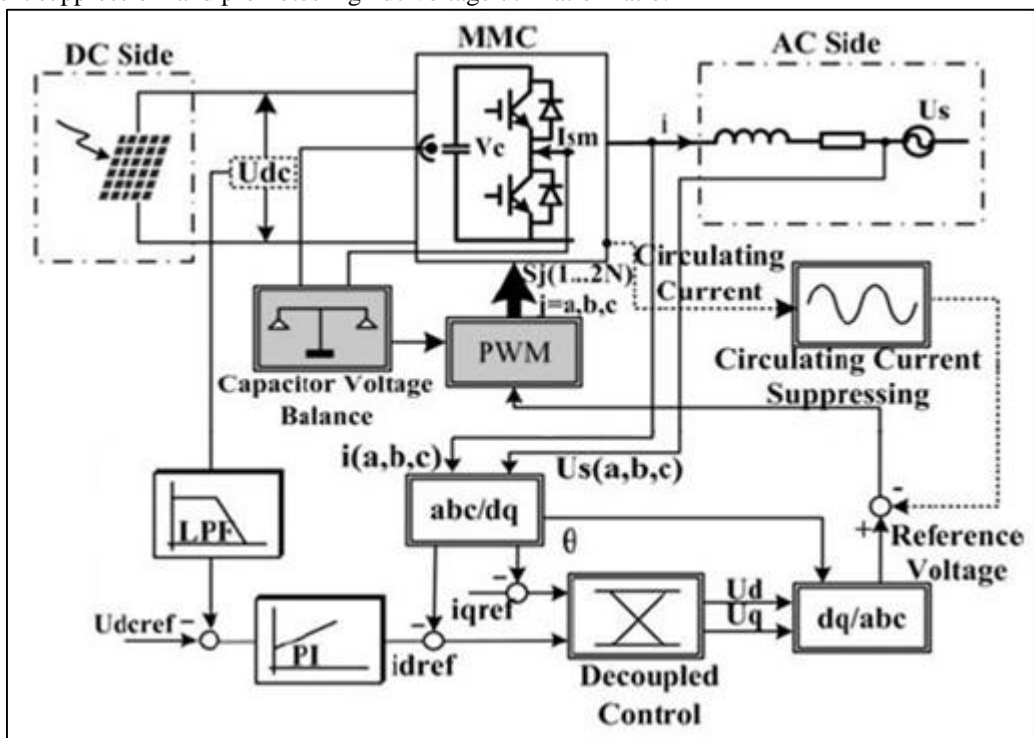 MMC
DC Side
AC Side
Us
i
Vc
Ism
Udc
Sj(1...2N)
j=a,b,c
Circulating
Current
PWM
Capacitor Voltage
Balance
Circulating Current
Suppressing
i(a,b,c)
Us(a,b,c)
abc/dq
θ
LPF
-
+
Reference
Voltage
-
-
iqref
Ud
Uq
dq/abc
Udcref
-
PI
idref
Decoupled
Control